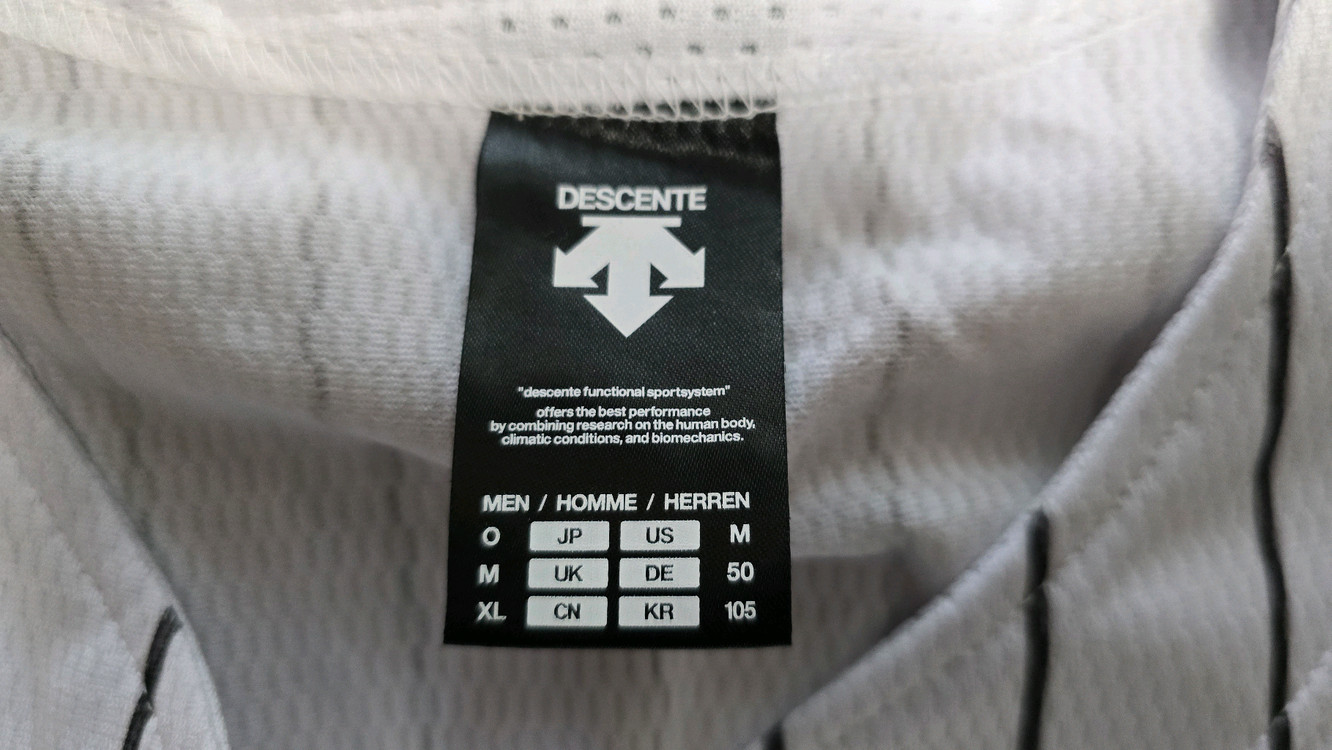 DESCENTE
"descente functional sportsystem"
offers the best performance
by combining research on the human body,
climatic conditions, and biomechanics.
MEN / HOMME / HERREN
O JP US M
M UK DE 50
XL CN KR 105